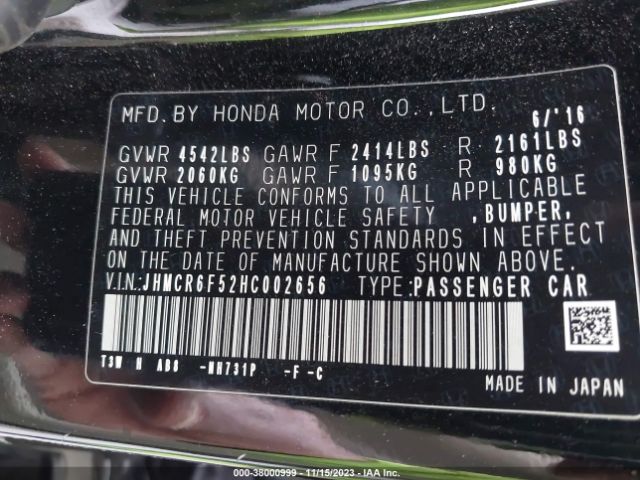 MFD.BY HONDA MOTOR CO.,LTD. 6/'16
GVWR 4542LBS GAWR F 2414LBS R 2161LBS
GVWR 2060KG GAWR F 1095KG R 980KG
THIS VEHICLE CONFORMS TO ALL APPLICABLE
FEDERAL MOTOR VEHICLE SAFETY ,BUMPER,
AND THEFT PREVENTION STANDARDS IN EFFECT
ON THE DATE OF MANUFACTURE SHOWN ABOVE.
V.IN:JHMCR6F52HC002656 TYPE:PASSENGER CAR
T3W N AB8 -NH731P -F -C
MADE IN JAPAN
000-38000999 - 11/15/2023 - IAA Inc.